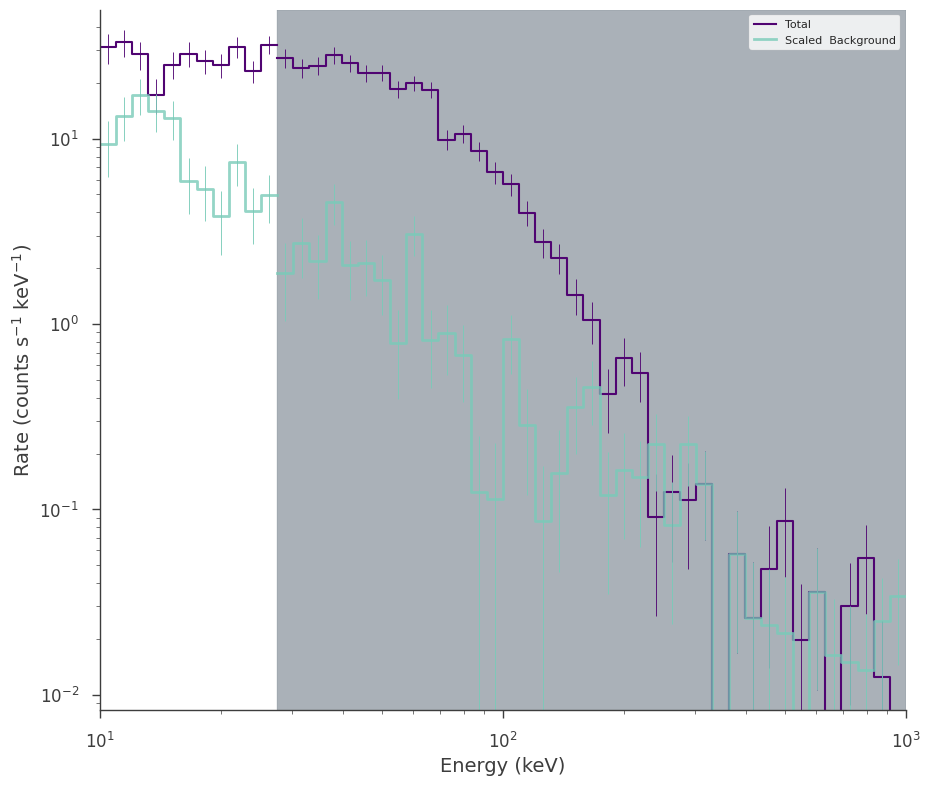 Total
Scaled  Background
Rate (counts s⁻¹ keV⁻¹)
10¹
10⁰
10⁻¹
10⁻²
10¹ 10² 10³
Energy (keV)